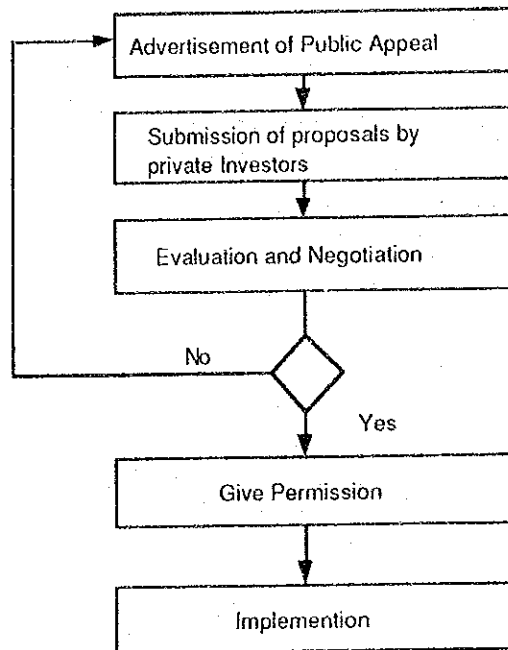 Advertisement of Public Appeal
Submission of proposals by
private Investors
Evaluation and Negotiation
No
Yes
Give Permission
Implemention